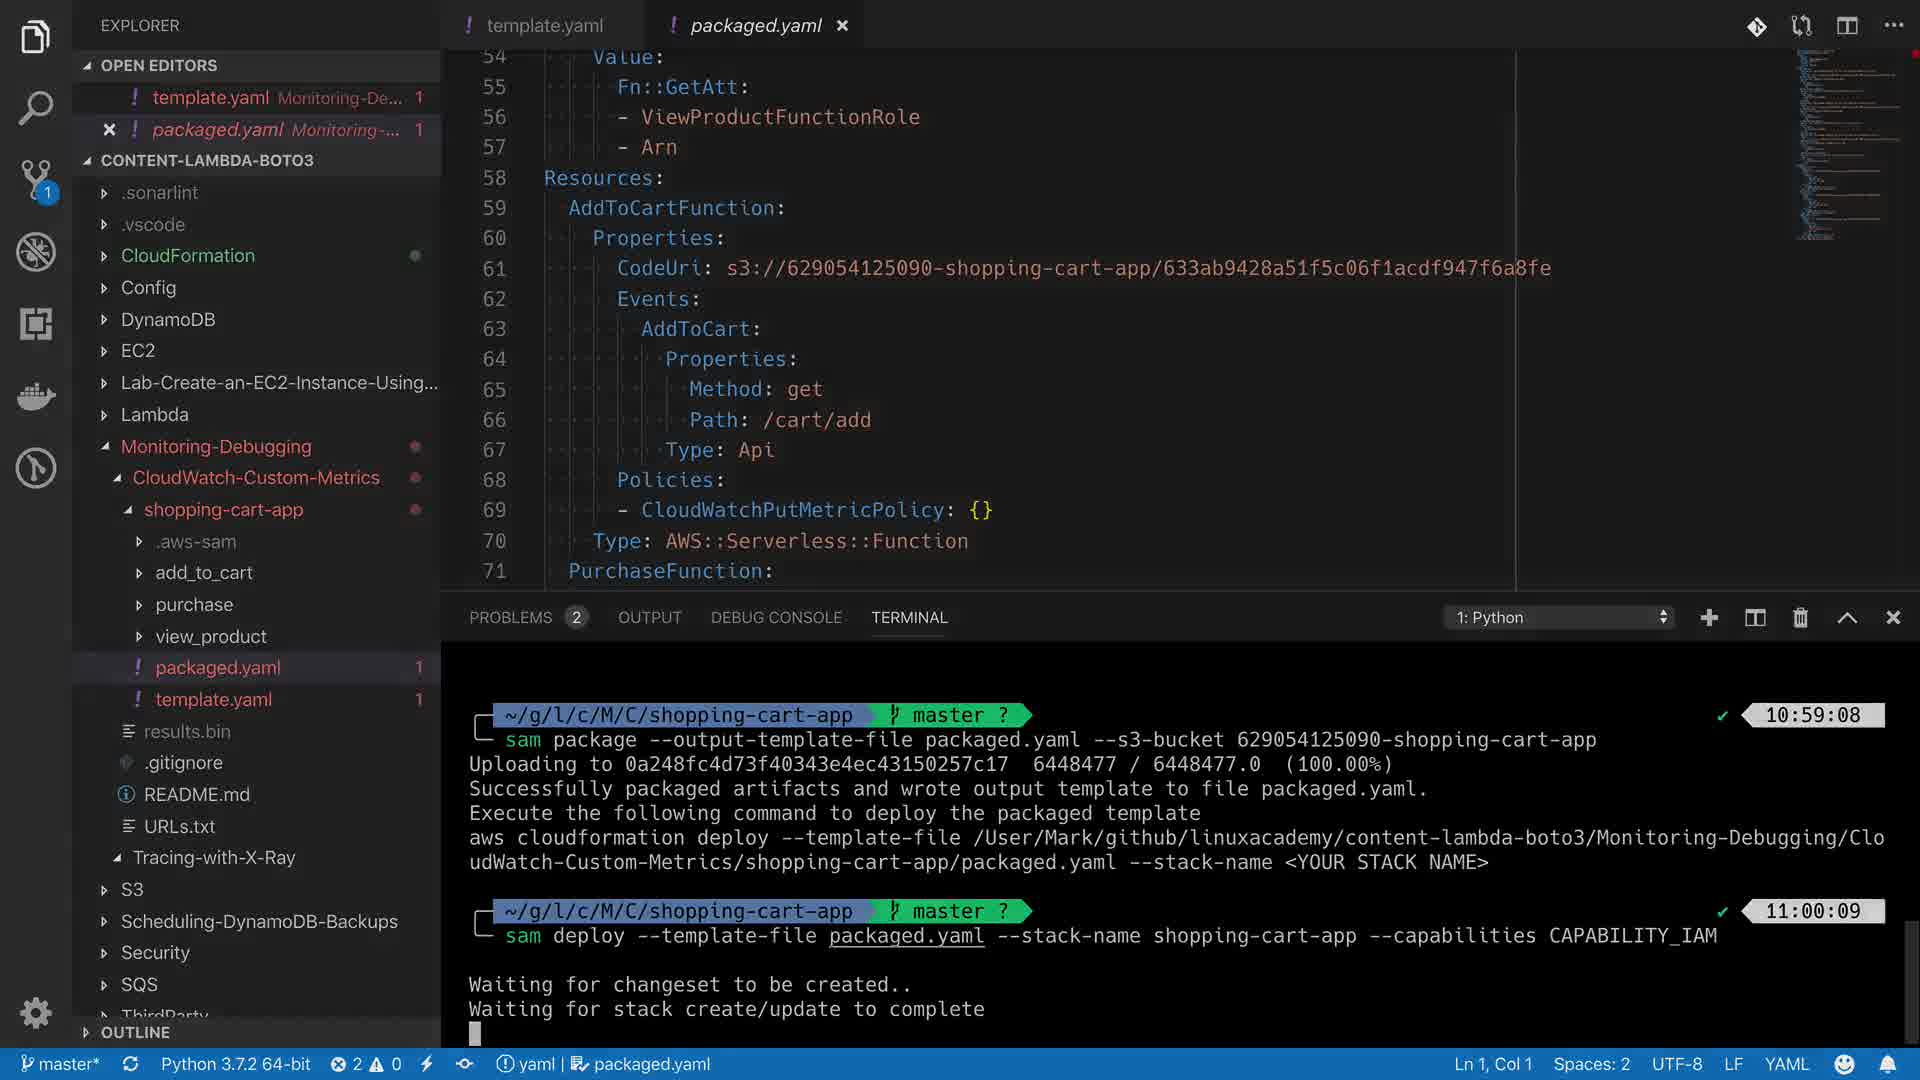 EXPLORER
OPEN EDITORS
! template.yaml Monitoring-De... 1
× ! packaged.yaml Monitoring-... 1
CONTENT-LAMBDA-BOTO3
.sonarlint
.vscode
CloudFormation
Config
DynamoDB
EC2
Lab-Create-an-EC2-Instance-Using...
Lambda
Monitoring-Debugging
CloudWatch-Custom-Metrics
shopping-cart-app
.aws-sam
add_to_cart
purchase
view_product
! packaged.yaml 1
! template.yaml 1
results.bin
.gitignore
README.md
URLs.txt
Tracing-with-X-Ray
S3
Scheduling-DynamoDB-Backups
Security
SQS
ThirdParty
OUTLINE
1
! template.yaml
! packaged.yaml ×
54 Value:
55 Fn::GetAtt:
56 - ViewProductFunctionRole
57 - Arn
58 Resources:
59 AddToCartFunction:
60 Properties:
61 CodeUri: s3://629054125090-shopping-cart-app/633ab9428a51f5c06f1acdf947f6a8fe
62 Events:
63 AddToCart:
64 Properties:
65 Method: get
66 Path: /cart/add
67 Type: Api
68 Policies:
69 - CloudWatchPutMetricPolicy: {}
70 Type: AWS::Serverless::Function
71 PurchaseFunction:
PROBLEMS 2 OUTPUT DEBUG CONSOLE TERMINAL 1: Python
~/g/l/c/M/C/shopping-cart-app master ? ✔ 10:59:08
sam package --output-template-file packaged.yaml --s3-bucket 629054125090-shopping-cart-app
Uploading to 0a248fc4d73f40343e4ec43150257c17 6448477 / 6448477.0 (100.00%)
Successfully packaged artifacts and wrote output template to file packaged.yaml.
Execute the following command to deploy the packaged template
aws cloudformation deploy --template-file /User/Mark/github/linuxacademy/content-lambda-boto3/Monitoring-Debugging/Clo
udWatch-Custom-Metrics/shopping-cart-app/packaged.yaml --stack-name <YOUR STACK NAME>
~/g/l/c/M/C/shopping-cart-app master ? ✔ 11:00:09
sam deploy --template-file packaged.yaml --stack-name shopping-cart-app --capabilities CAPABILITY_IAM
Waiting for changeset to be created..
Waiting for stack create/update to complete
master* Python 3.7.2 64-bit 2 0 yaml | packaged.yaml Ln 1, Col 1 Spaces: 2 UTF-8 LF YAML